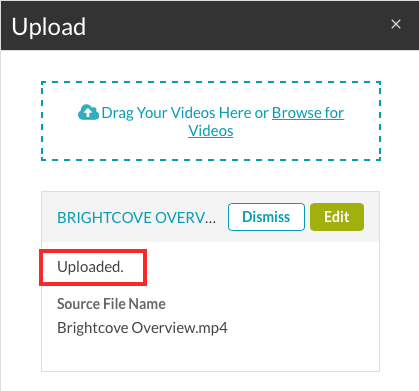 Upload
×
Drag Your Videos Here or Browse for
Videos
BRIGHTCOVE OVERV...
Dismiss
Edit
Uploaded.
Source File Name
Brightcove Overview.mp4